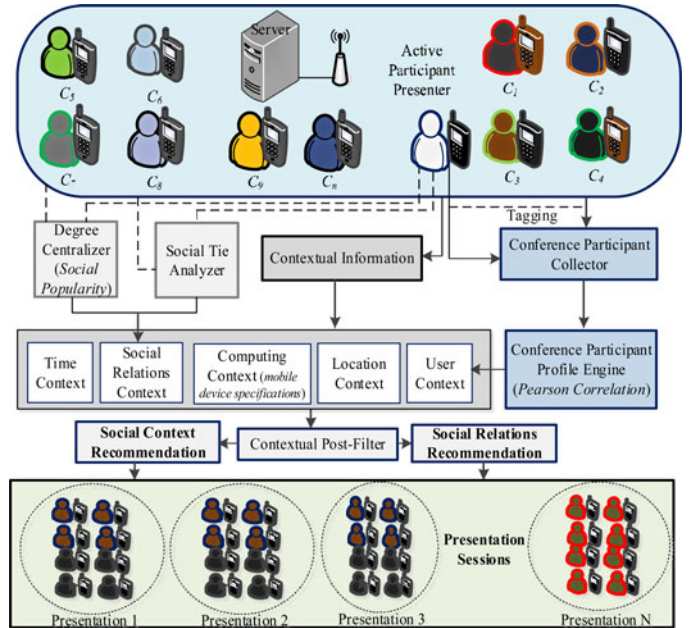 Server
Active
Participant
Presenter
C5
C6
Ci
C2
C7
C8
C9
Cn
C3
C4
Tagging
Degree
Centralizer
(Social
Popularity)
Social Tie
Analyzer
Contextual Information
Conference Participant
Collector
Time
Context
Social
Relations
Context
Computing
Context (mobile
device specifications)
Location
Context
User
Context
Conference Participant
Profile Engine
(Pearson Correlation)
Social Context
Recommendation
Contextual Post-Filter
Social Relations
Recommendation
Presentation
Sessions
Presentation 1
Presentation 2
Presentation 3
Presentation N